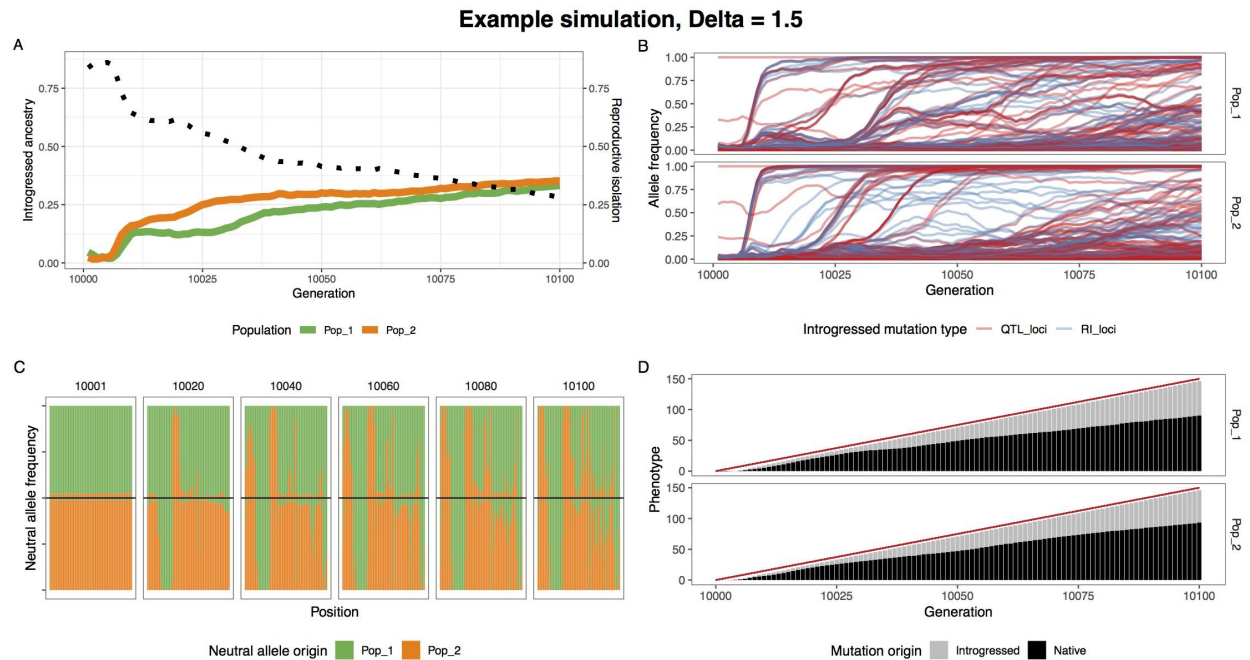 Example simulation, Delta = 1.5
A
Introgressed ancestry
0.75
0.50
0.25
0.00
0.75
0.50
0.25
0.00
Reproductive isolation
10000 10025 10050 10075 10100
Generation
Population Pop_1 Pop_2
B
Allele frequency
1.00
0.75
0.50
0.25
0.00
Pop_1
1.00
0.75
0.50
0.25
0.00
Pop_2
10000 10025 10050 10075 10100
Generation
Introgressed mutation type QTL_loci RI_loci
C
10001 10020 10040 10060 10080 10100
Neutral allele frequency
Position
Neutral allele origin Pop_1 Pop_2
D
Phenotype
150
100
50
0
Pop_1
150
100
50
0
Pop_2
10000 10025 10050 10075 10100
Generation
Mutation origin Introgressed Native